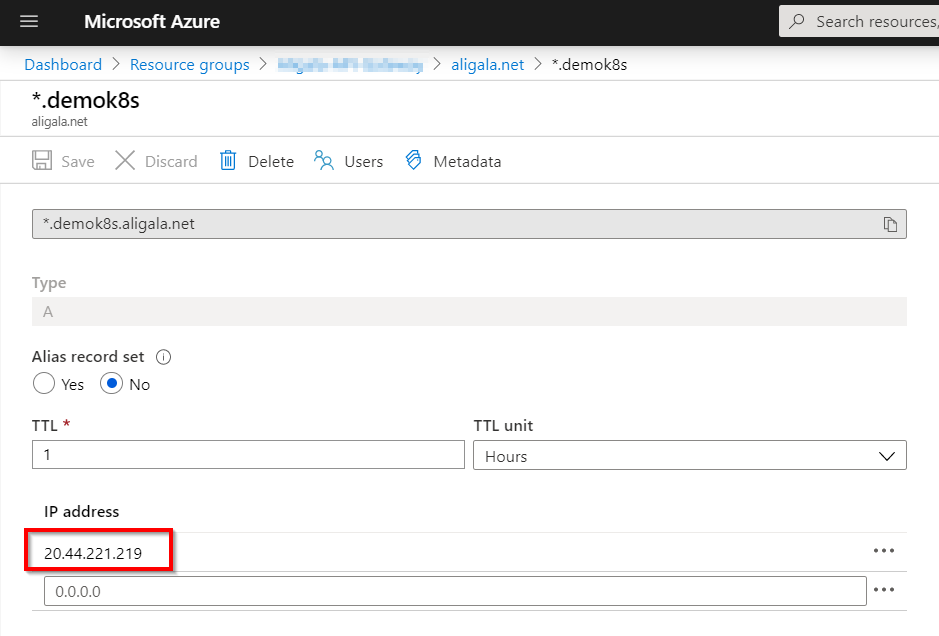 Microsoft Azure
Search resources,
Dashboard > Resource groups > > aligala.net > *.demok8s
*.demok8s
aligala.net
Save Discard Delete Users Metadata
*.demok8s.aligala.net
Type
A
Alias record set
Yes No
TTL * TTL unit
1 Hours
IP address
20.44.221.219
0.0.0.0